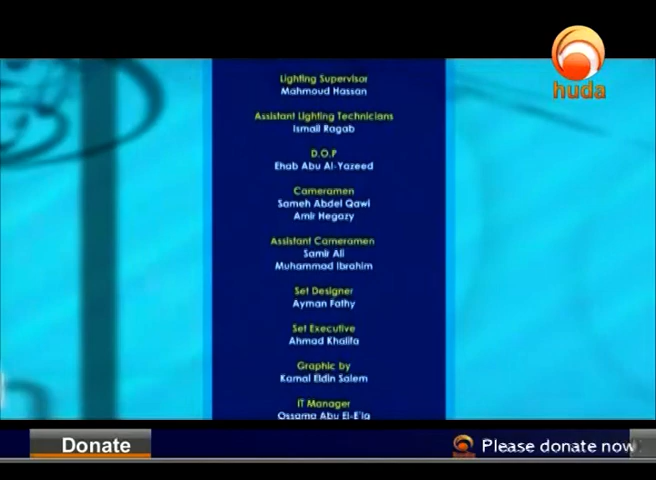 huda
Lighting Supervisor
Mahmoud Hassan
Assistant Lighting Technicians
Ismail Ragab
D.O.P
Ehab Abu Al-Yazeed
Cameramen
Sameh Abdel Qawi
Amir Hegazy
Assistant Cameramen
Samir Ali
Muhammad Ibrahim
Set Designer
Ayman Fathy
Set Executive
Ahmad Khalifa
Graphic by
Kamal Eldin Salem
IT Manager
Ossama Abu El-E'la
Donate
huda Please donate now